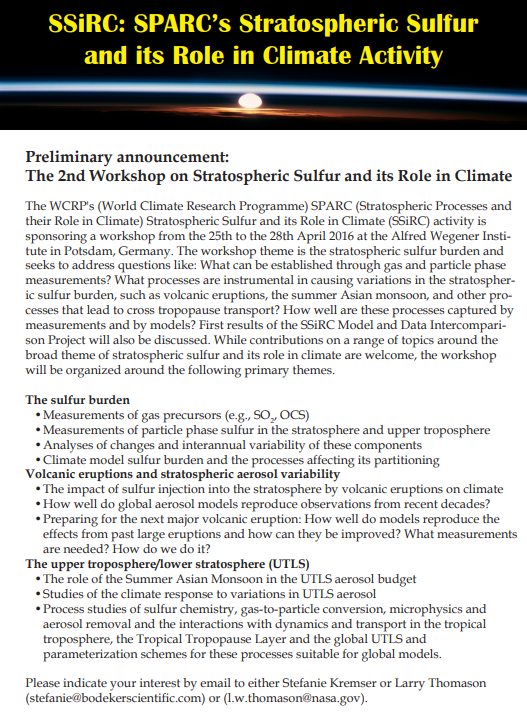 SSiRC: SPARC's Stratospheric Sulfur
and its Role in Climate Activity
Preliminary announcement:
The 2nd Workshop on Stratospheric Sulfur and its Role in Climate
The WCRP's (World Climate Research Programme) SPARC (Stratospheric Processes and
their Role in Climate) Stratospheric Sulfur and its Role in Climate (SSiRC) activity is
sponsoring a workshop from the 25th to the 28th April 2016 at the Alfred Wegener Insti-
tute in Potsdam, Germany. The workshop theme is the stratospheric sulfur burden and
seeks to address questions like: What can be established through gas and particle phase
measurements? What processes are instrumental in causing variations in the stratospher-
ic sulfur burden, such as volcanic eruptions, the summer Asian monsoon, and other pro-
cesses that lead to cross tropopause transport? How well are these processes captured by
measurements and by models? First results of the SSiRC Model and Data Intercompari-
son Project will also be discussed. While contributions on a range of topics around the
broad theme of stratospheric sulfur and its role in climate are welcome, the workshop
will be organized around the following primary themes.
The sulfur burden
• Measurements of gas precursors (e.g., SO₂, OCS)
• Measurements of particle phase sulfur in the stratosphere and upper troposphere
• Analyses of changes and interannual variability of these components
• Climate model sulfur burden and the processes affecting its partitioning
Volcanic eruptions and stratospheric aerosol variability
• The impact of sulfur injection into the stratosphere by volcanic eruptions on climate
• How well do global aerosol models reproduce observations from recent decades?
• Preparing for the next major volcanic eruption: How well do models reproduce the
effects from past large eruptions and how can they be improved? What measurements
are needed? How do we do it?
The upper troposphere/lower stratosphere (UTLS)
• The role of the Summer Asian Monsoon in the UTLS aerosol budget
• Studies of the climate response to variations in UTLS aerosol
• Process studies of sulfur chemistry, gas-to-particle conversion, microphysics and
aerosol removal and the interactions with dynamics and transport in the tropical
troposphere, the Tropical Tropopause Layer and the global UTLS and
parameterization schemes for these processes suitable for global models.
Please indicate your interest by email to either Stefanie Kremser or Larry Thomason
(stefanie@bodekerscientific.com) or (l.w.thomason@nasa.gov).